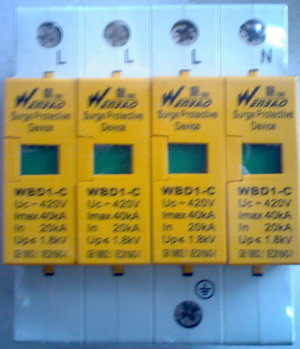 L L L N
Surge Protective
Device
WBD1-C
Uc ~ 420V
Imax 40kA
In 20kA
Up ≤ 1.8kV
Surge Protective
Device
WBD1-C
Uc ~ 420V
Imax 40kA
In 20kA
Up ≤ 1.8kV
Surge Protective
Device
WBD1-C
Uc ~ 420V
Imax 40kA
In 20kA
Up ≤ 1.8kV
Surge Protective
Device
WBD1-C
Uc ~ 420V
Imax 40kA
In 20kA
Up ≤ 1.8kV